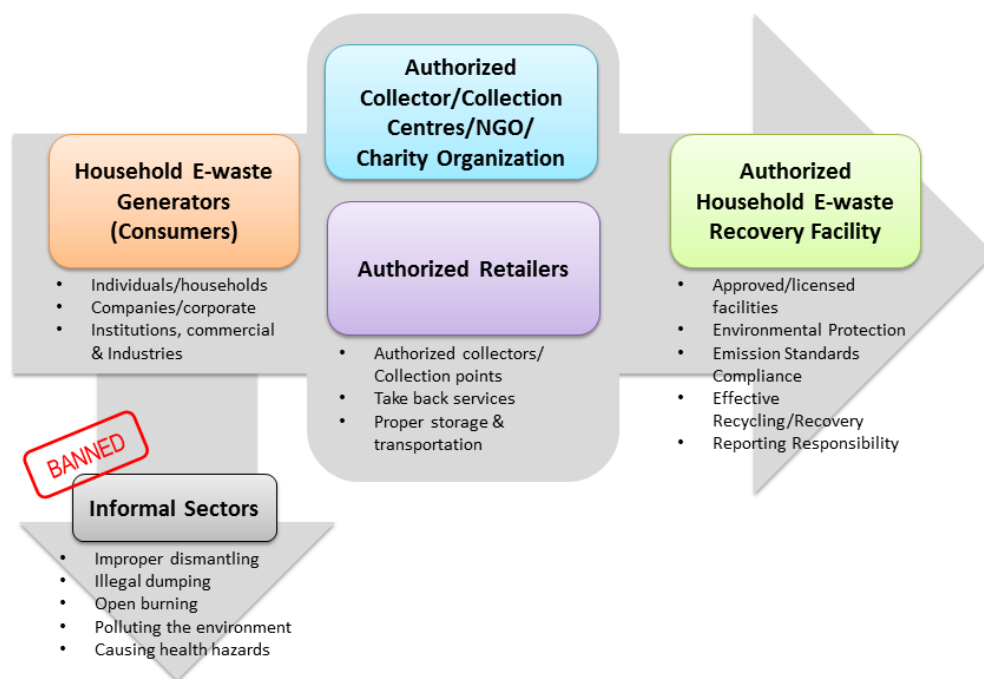 Household E-waste
Generators
(Consumers)
• Individuals/households
• Companies/corporate
• Institutions, commercial
& Industries
Authorized
Collector/Collection
Centres/NGO/
Charity Organization
Authorized Retailers
• Authorized collectors/
Collection points
• Take back services
• Proper storage &
transportation
Authorized
Household E-waste
Recovery Facility
• Approved/licensed
facilities
• Environmental Protection
• Emission Standards
Compliance
• Effective
Recycling/Recovery
• Reporting Responsibility
BANNED
Informal Sectors
• Improper dismantling
• Illegal dumping
• Open burning
• Polluting the environment
• Causing health hazards